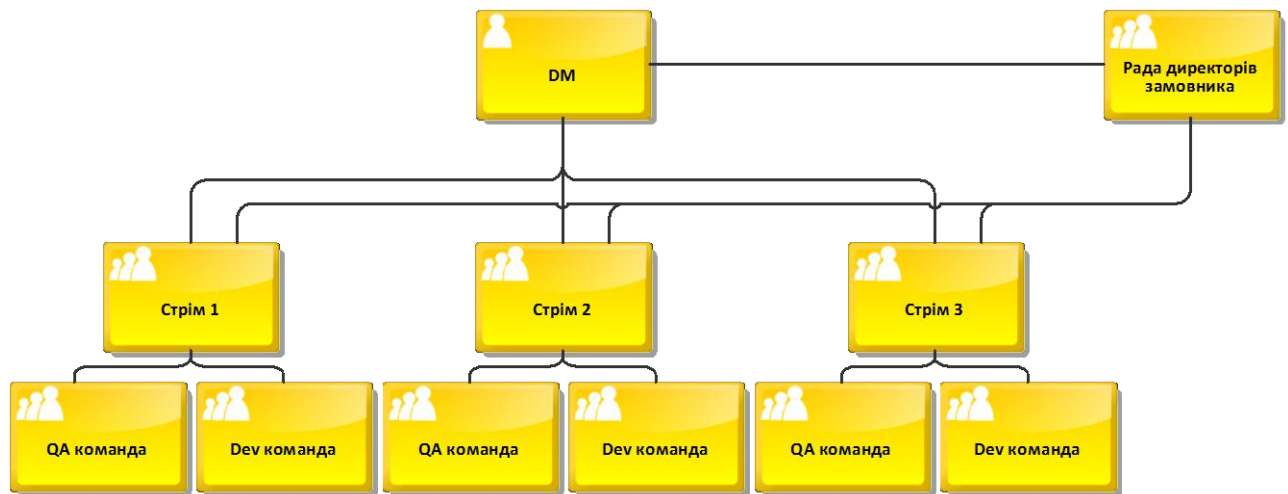 DM
Рада директорів
замовника
Стрім 1
Стрім 2
Стрім 3
QA команда
Dev команда
QA команда
Dev команда
QA команда
Dev команда